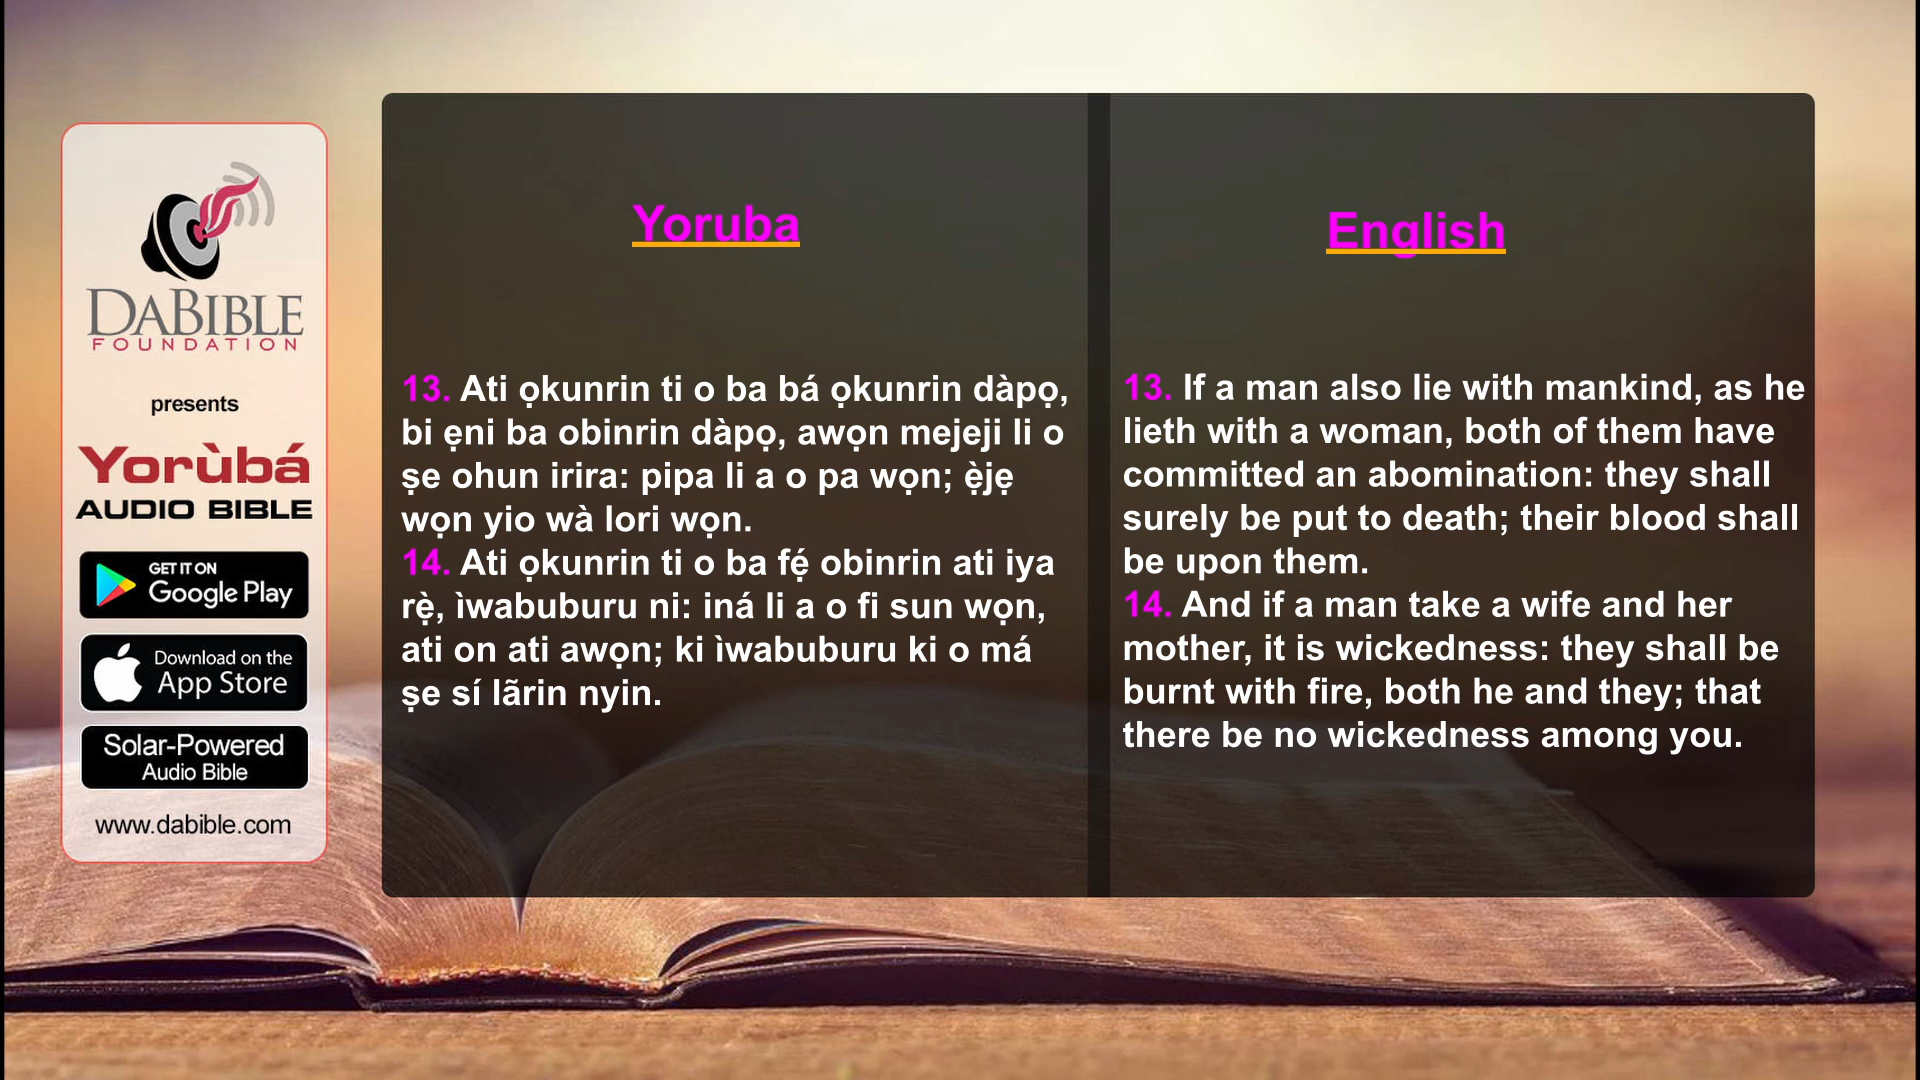 DABIBLE
FOUNDATION
presents
Yorùbá
AUDIO BIBLE
GET IT ON
Google Play
Download on the
App Store
Solar-Powered
Audio Bible
www.dabible.com
Yoruba
13. Ati ọkunrin ti o ba bá ọkunrin dàpọ,
bi ẹni ba obinrin dàpọ, awọn mejeji li o
ṣe ohun irira: pipa li a o pa wọn; ẹ̀jẹ
wọn yio wà lori wọn.
14. Ati ọkunrin ti o ba fẹ́ obinrin ati iya
rẹ̀, ìwabuburu ni: iná li a o fi sun wọn,
ati on ati awọn; ki ìwabuburu ki o má
ṣe sí lãrin nyin.
English
13. If a man also lie with mankind, as he
lieth with a woman, both of them have
committed an abomination: they shall
surely be put to death; their blood shall
be upon them.
14. And if a man take a wife and her
mother, it is wickedness: they shall be
burnt with fire, both he and they; that
there be no wickedness among you.